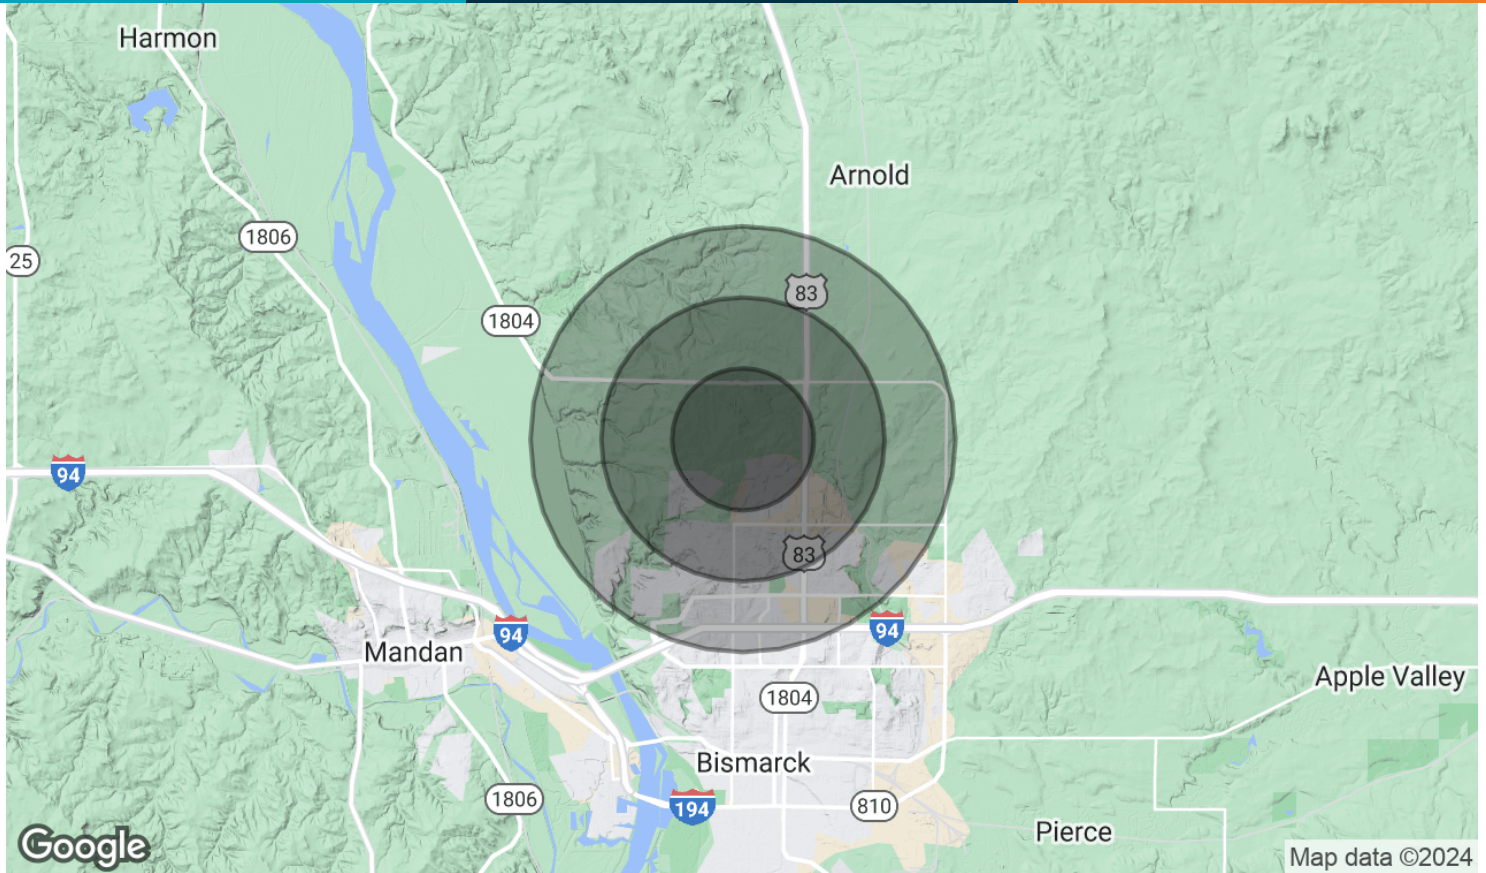 Harmon
Arnold
1806
25
83
1804
94
83
94
94
Mandan
Apple Valley
1804
Bismarck
1806
194
810
Pierce
Google
Map data ©2024